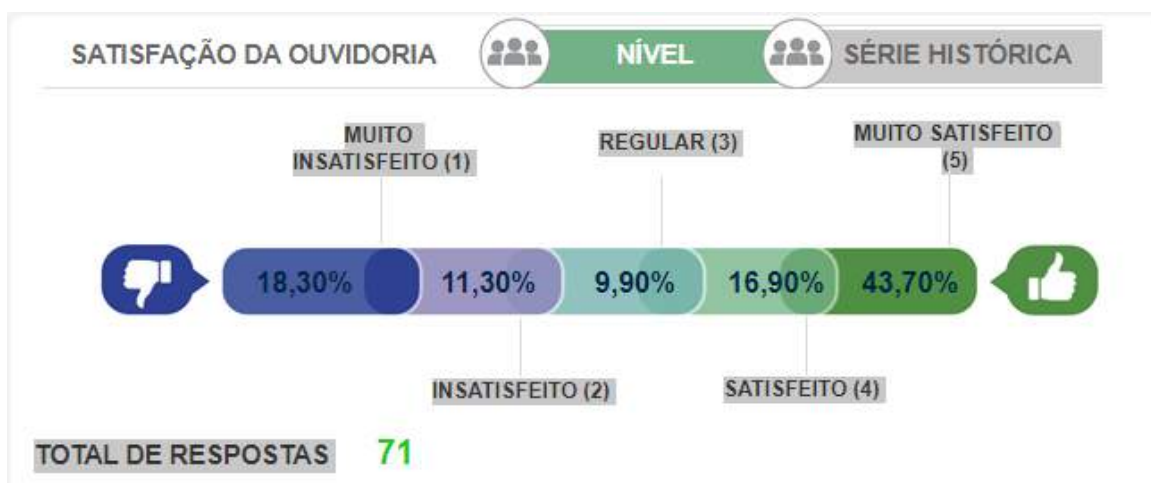 SATISFAÇÃO DA OUVIDORIA NÍVEL SÉRIE HISTÓRICA
MUITO
INSATISFEITO (1)
REGULAR (3)
MUITO SATISFEITO
(5)
18,30% 11,30% 9,90% 16,90% 43,70%
INSATISFEITO (2)
SATISFEITO (4)
TOTAL DE RESPOSTAS 71